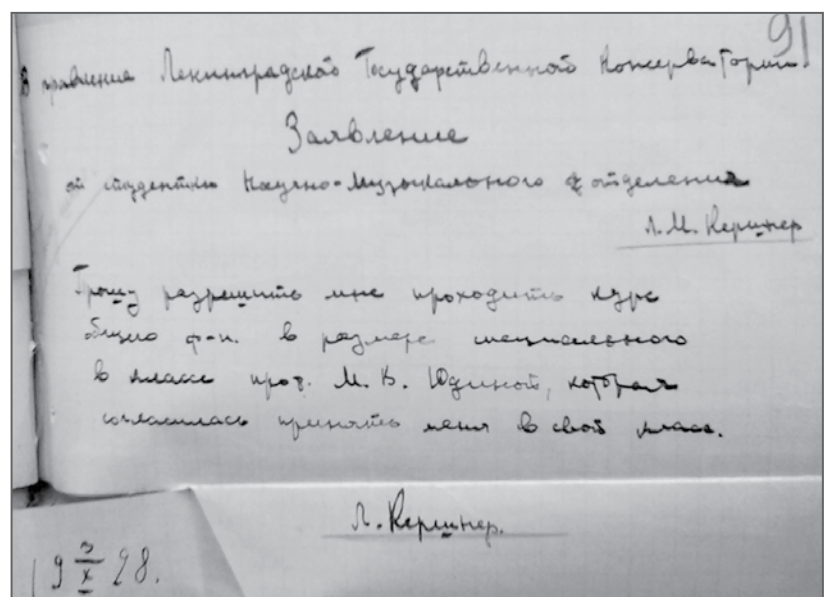 91
В правление Ленинградской Государственной Консерватории
Заявление
от студентки Научно-Музыкального отделения
Л. М. Кершнер
Прошу разрешить мне проходить курс
общего ф-п. в размере специального
в классе проф. М. В. Юдиной, которая
согласилась принять меня в свой класс.
Л. Кершнер.
19 3/X 28.